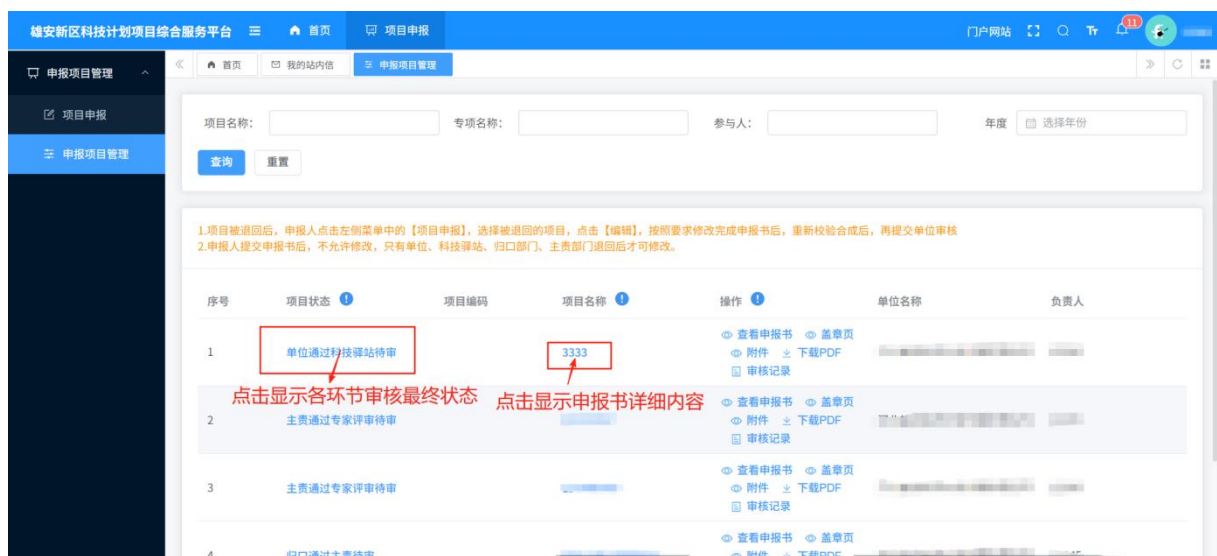 雄安新区科技计划项目综合服务平台 首页 项目申报 门户网站 Tт 11
申报项目管理 首页 我的站内信 申报项目管理
项目申报
申报项目管理
项目名称： 专项名称： 参与人： 年度 选择年份
查询 重置
1.项目被退回后，申报人点击左侧菜单中的【项目申报】，选择被退回的项目，点击【编辑】，按照要求修改完成申报书后，重新校验合成后，再提交单位审核
2.申报人提交申报书后，不允许修改，只有单位、科技驿站、归口部门、主责部门退回后才可修改。
序号 项目状态 项目编码 项目名称 操作 单位名称 负责人
查看申报书 盖章页
1 单位通过科技驿站待审 3333 附件 下载PDF
审核记录
点击显示各环节审核最终状态 点击显示申报书详细内容
查看申报书 盖章页
2 主责通过专家评审待审 附件 下载PDF
审核记录
查看申报书 盖章页
3 主责通过专家评审待审 附件 下载PDF
审核记录
查看申报书 盖章页
4 归口通过主责待审 附件 下载PDF